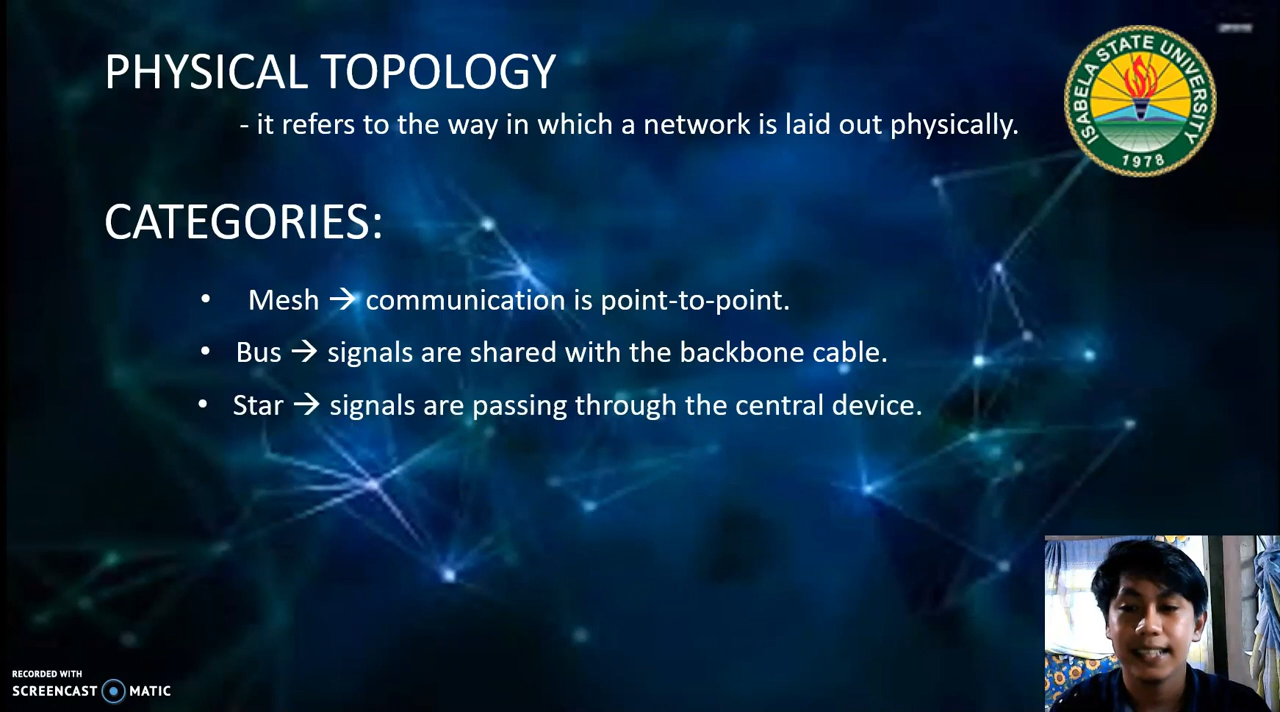 PHYSICAL TOPOLOGY
- it refers to the way in which a network is laid out physically.
CATEGORIES:
• Mesh → communication is point-to-point.
• Bus → signals are shared with the backbone cable.
• Star → signals are passing through the central device.
ISABELA STATE UNIVERSITY
1978
RECORDED WITH
SCREENCAST MATIC